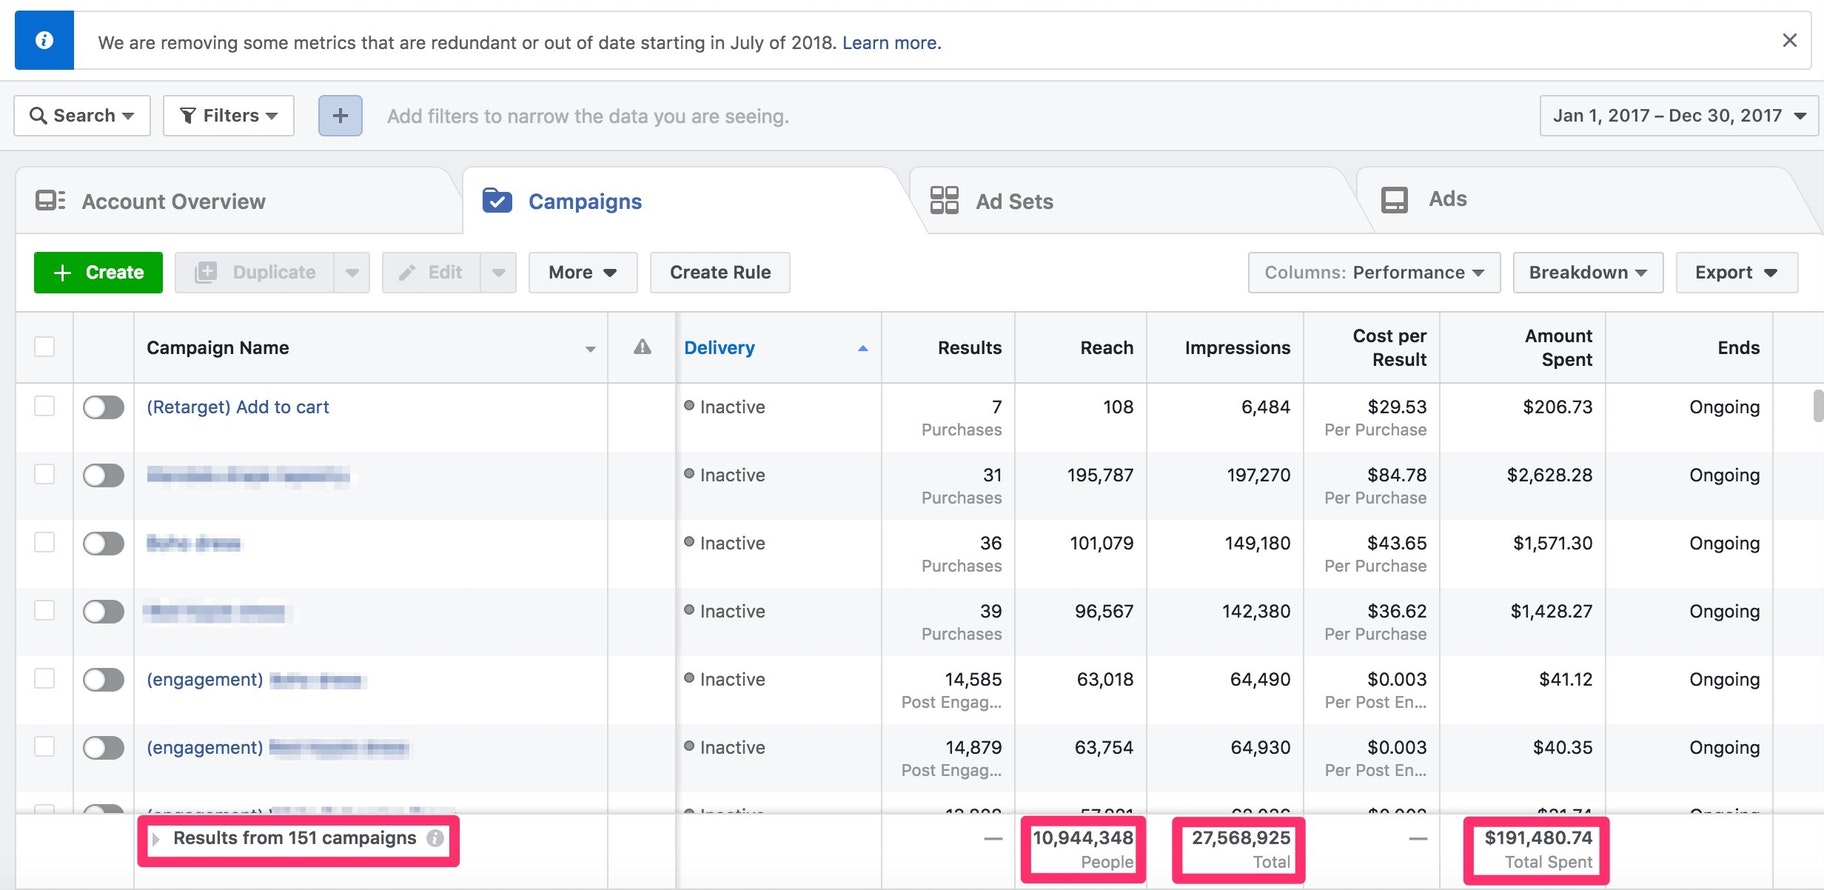 We are removing some metrics that are redundant or out of date starting in July of 2018. Learn more.
Search Filters + Add filters to narrow the data you are seeing. Jan 1, 2017 – Dec 30, 2017
Account Overview Campaigns Ad Sets Ads
+ Create Duplicate Edit More Create Rule Columns: Performance Breakdown Export
Campaign Name Delivery Results Reach Impressions Cost per Result Amount Spent Ends
(Retarget) Add to cart Inactive 7 108 6,484 $29.53 $206.73 Ongoing
Purchases Per Purchase
Inactive 31 195,787 197,270 $84.78 $2,628.28 Ongoing
Purchases Per Purchase
Inactive 36 101,079 149,180 $43.65 $1,571.30 Ongoing
Purchases Per Purchase
Inactive 39 96,567 142,380 $36.62 $1,428.27 Ongoing
Purchases Per Purchase
(engagement) Inactive 14,585 63,018 64,490 $0.003 $41.12 Ongoing
Post Engag... Per Post En...
(engagement) Inactive 14,879 63,754 64,930 $0.003 $40.35 Ongoing
Post Engag... Per Post En...
Results from 151 campaigns — 10,944,348 27,568,925 — $191,480.74
People Total Total Spent